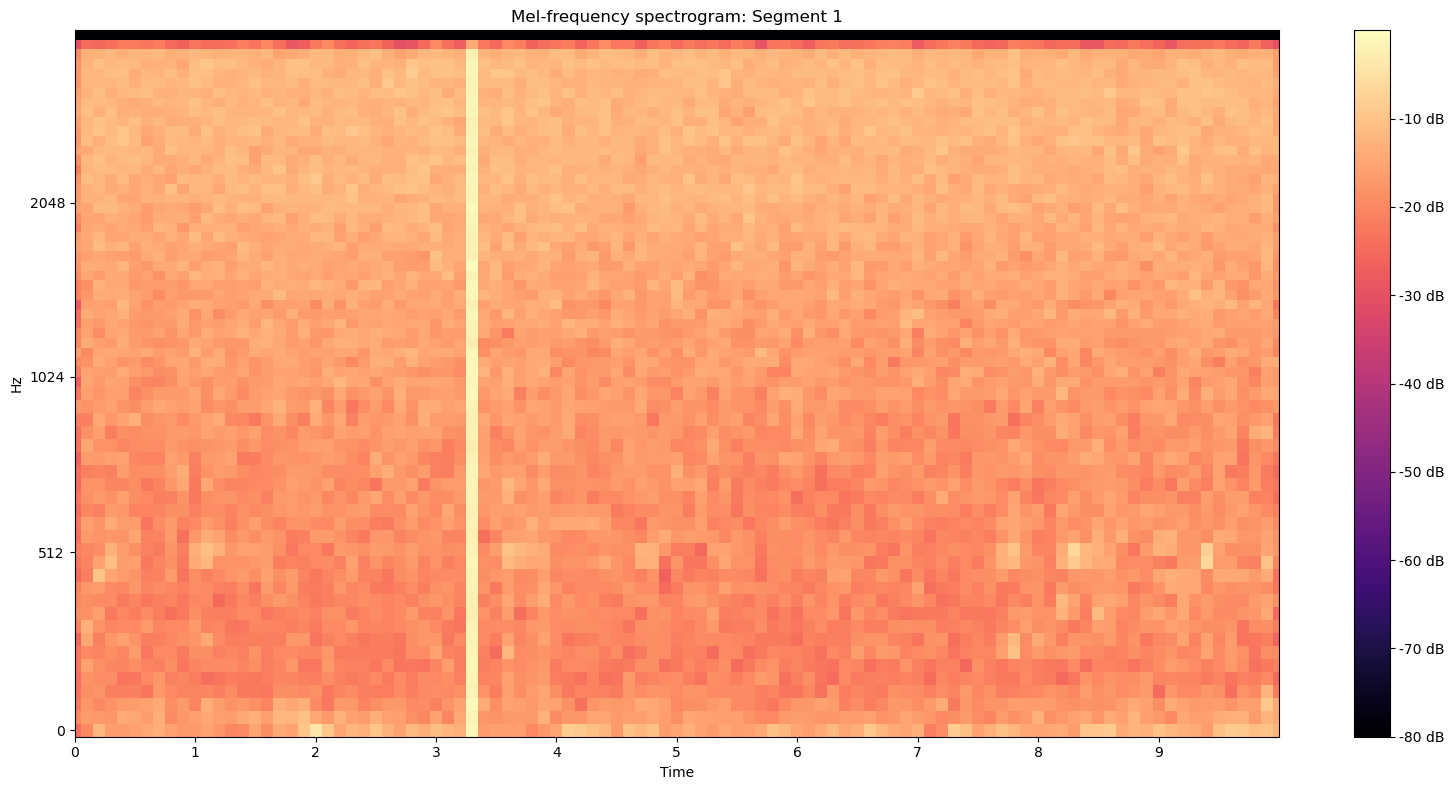 Mel-frequency spectrogram: Segment 1
Hz
2048
1024
512
0
0 1 2 3 4 5 6 7 8 9
Time
-10 dB
-20 dB
-30 dB
-40 dB
-50 dB
-60 dB
-70 dB
-80 dB